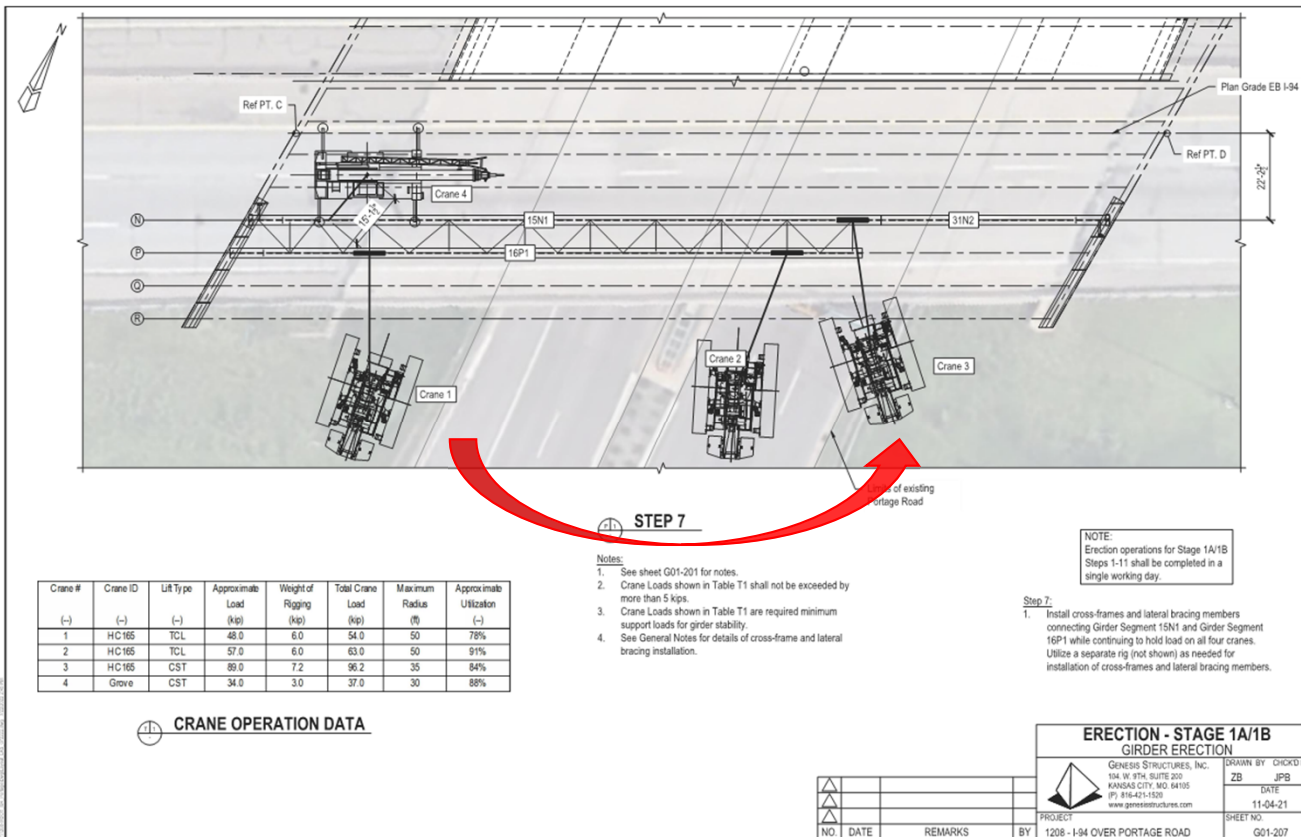 N
Ref PT. C
Plan Grade EB I-94
Ref PT. D
22'-2¾"
Crane 4
N
15N1
31N2
P
16P1
Q
R
Crane 1
Crane 2
Crane 3
Limits of existing
Portage Road
STEP 7
Notes:
1. See sheet G01-201 for notes.
2. Crane Loads shown in Table T1 shall not be exceeded by
more than 5 kips.
3. Crane Loads shown in Table T1 are required minimum
support loads for girder stability.
4. See General Notes for details of cross-frame and lateral
bracing installation.
NOTE:
Erection operations for Stage 1A/1B
Steps 1-11 shall be completed in a
single working day.
Step 7:
1. Install cross-frames and lateral bracing members
connecting Girder Segment 15N1 and Girder Segment
16P1 while continuing to hold load on all four cranes.
Utilize a separate rig (not shown) as needed for
installation of cross-frames and lateral bracing members.
Crane # Crane ID Lift Type Approximate Weight of Total Crane Maximum Approximate
Load Rigging Load Radius Utilization
(–) (–) (–) (kip) (kip) (kip) (ft) (–)
1 HC165 TCL 48.0 6.0 54.0 50 78%
2 HC165 TCL 57.0 6.0 63.0 50 91%
3 HC165 CST 89.0 7.2 96.2 35 84%
4 Grove CST 34.0 3.0 37.0 30 88%
CRANE OPERATION DATA
ERECTION - STAGE 1A/1B
GIRDER ERECTION
GENESIS STRUCTURES, INC.
104. W. 9TH, SUITE 200
KANSAS CITY, MO. 64105
(P) 816-421-1520
www.genesisstructures.com
DRAWN BY CHCK'D
ZB JPB
DATE
11-04-21
PROJECT
1208 - I-94 OVER PORTAGE ROAD
SHEET NO.
G01-207
NO. DATE REMARKS BY